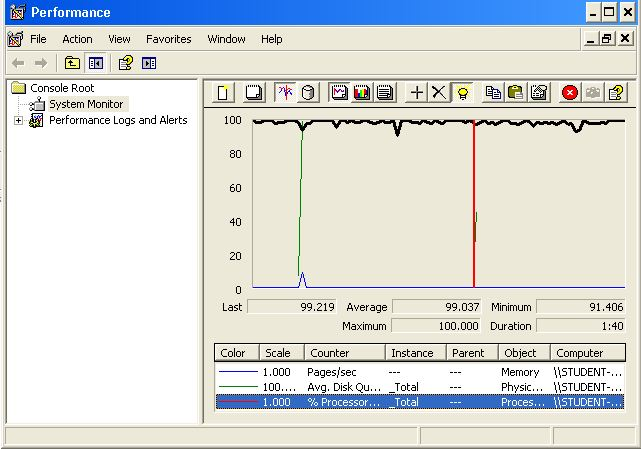 Performance
File Action View Favorites Window Help
Console Root
System Monitor
Performance Logs and Alerts
100
80
60
40
20
0
Last 99.219 Average 99.037 Minimum 91.406
Maximum 100.000 Duration 1:40
Color Scale Counter Instance Parent Object Computer
1.000 Pages/sec --- --- Memory \\STUDENT-...
100.... Avg. Disk Qu... _Total --- Physic... \\STUDENT-...
1.000 % Processor... _Total --- Proces... \\STUDENT-...